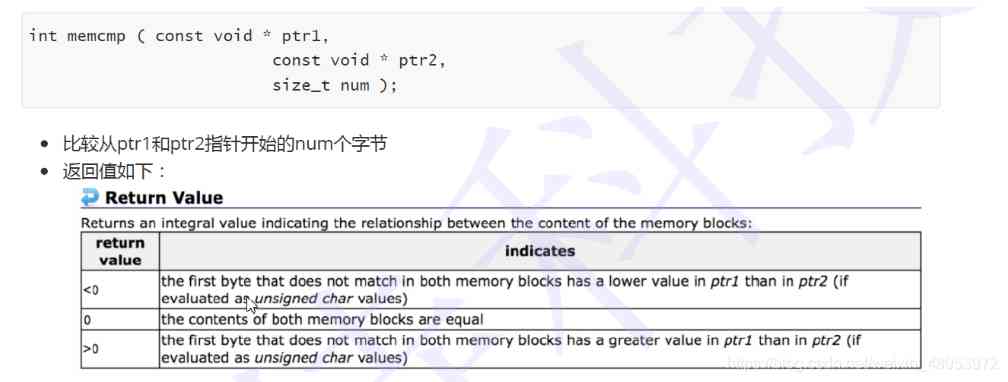 int memcmp ( const void * ptr1,
const void * ptr2,
size_t num );
比较从ptr1和ptr2指针开始的num个字节
返回值如下：
Return Value
Returns an integral value indicating the relationship between the content of the memory blocks:
return value
indicates
<0
the first byte that does not match in both memory blocks has a lower value in ptr1 than in ptr2 (if
evaluated as unsigned char values)
0
the contents of both memory blocks are equal
>0
the first byte that does not match in both memory blocks has a greater value in ptr1 than in ptr2 (if
evaluated as unsigned char values)